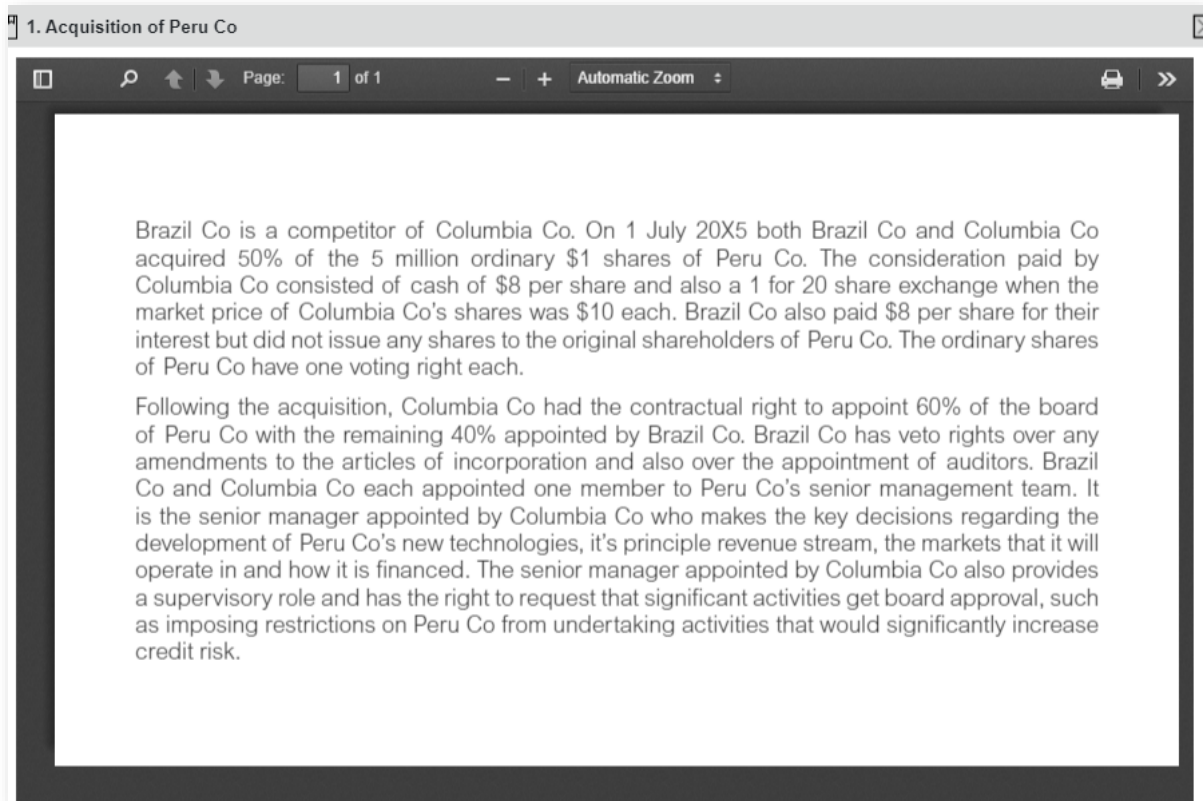 1. Acquisition of Peru Co
Page: 1 of 1 Automatic Zoom
Brazil Co is a competitor of Columbia Co. On 1 July 20X5 both Brazil Co and Columbia Co
acquired 50% of the 5 million ordinary $1 shares of Peru Co. The consideration paid by
Columbia Co consisted of cash of $8 per share and also a 1 for 20 share exchange when the
market price of Columbia Co's shares was $10 each. Brazil Co also paid $8 per share for their
interest but did not issue any shares to the original shareholders of Peru Co. The ordinary shares
of Peru Co have one voting right each.
Following the acquisition, Columbia Co had the contractual right to appoint 60% of the board
of Peru Co with the remaining 40% appointed by Brazil Co. Brazil Co has veto rights over any
amendments to the articles of incorporation and also over the appointment of auditors. Brazil
Co and Columbia Co each appointed one member to Peru Co's senior management team. It
is the senior manager appointed by Columbia Co who makes the key decisions regarding the
development of Peru Co's new technologies, it's principle revenue stream, the markets that it will
operate in and how it is financed. The senior manager appointed by Columbia Co also provides
a supervisory role and has the right to request that significant activities get board approval, such
as imposing restrictions on Peru Co from undertaking activities that would significantly increase
credit risk.